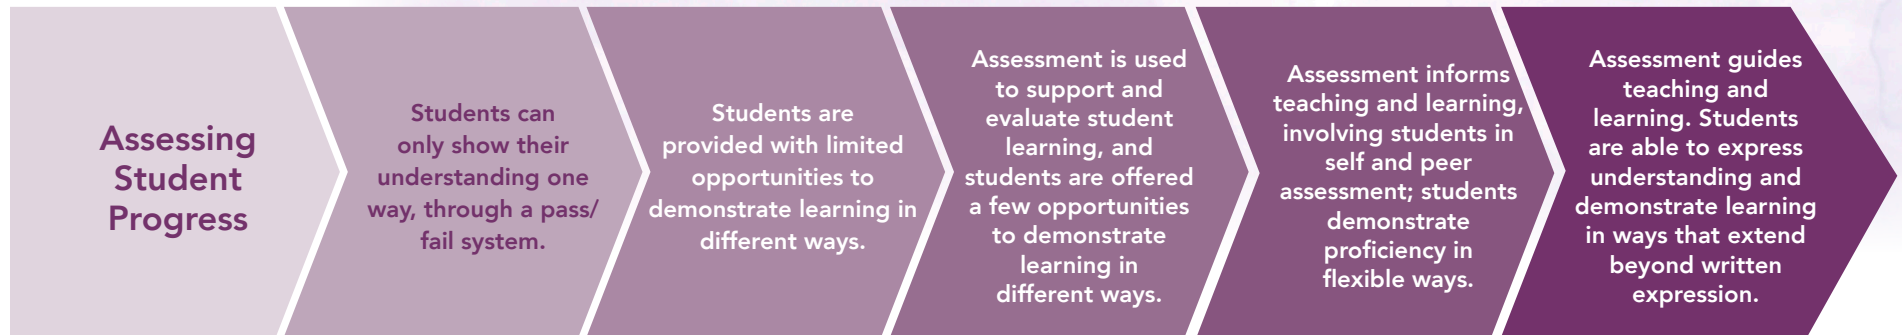 Assessing
Student
Progress
Students can
only show their
understanding one
way, through a pass/
fail system.
Students are
provided with limited
opportunities to
demonstrate learning in
different ways.
Assessment is used
to support and
evaluate student
learning, and
students are offered
a few opportunities
to demonstrate
learning in
different ways.
Assessment informs
teaching and learning,
involving students in
self and peer
assessment; students
demonstrate
proficiency in
flexible ways.
Assessment guides
teaching and
learning. Students
are able to express
understanding and
demonstrate learning
in ways that extend
beyond written
expression.